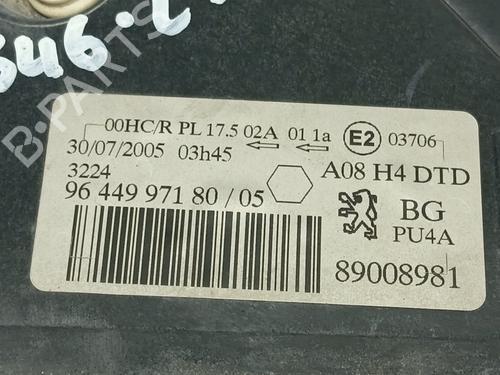 00HC/R PL 17.5 02A 01 1a E2 03706
30/07/2005 03h45
3224
A08 H4 DTD
96 449 971 80 / 05
BG
PU4A
89008981
B-PARTS